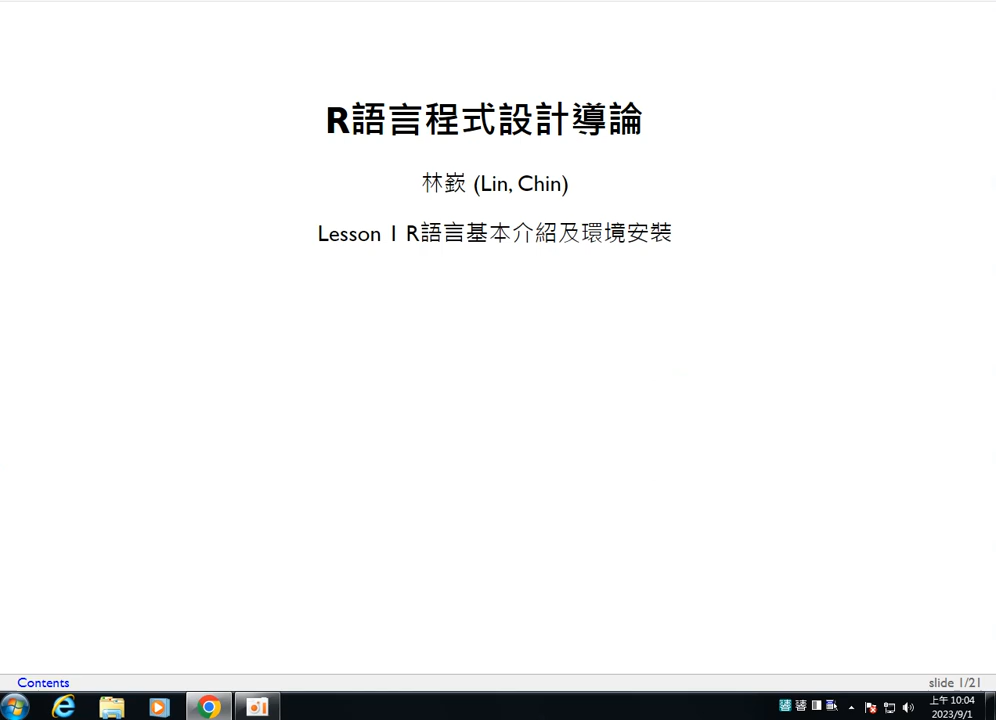 R語言程式設計導論
林嶔 (Lin, Chin)
Lesson 1 R語言基本介紹及環境安裝
Contents
slide 1/21
上午 10:04
2023/9/1